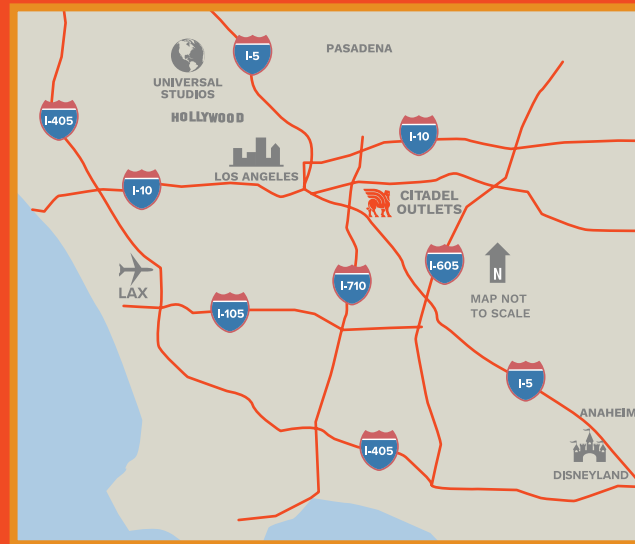 I-5
PASADENA
UNIVERSAL
STUDIOS
I-405
HOLLYWOOD
I-10
LOS ANGELES
I-10
CITADEL
OUTLETS
I-605
N
LAX
I-710
MAP NOT
TO SCALE
I-105
I-5
ANAHEIM
I-405
DISNEYLAND